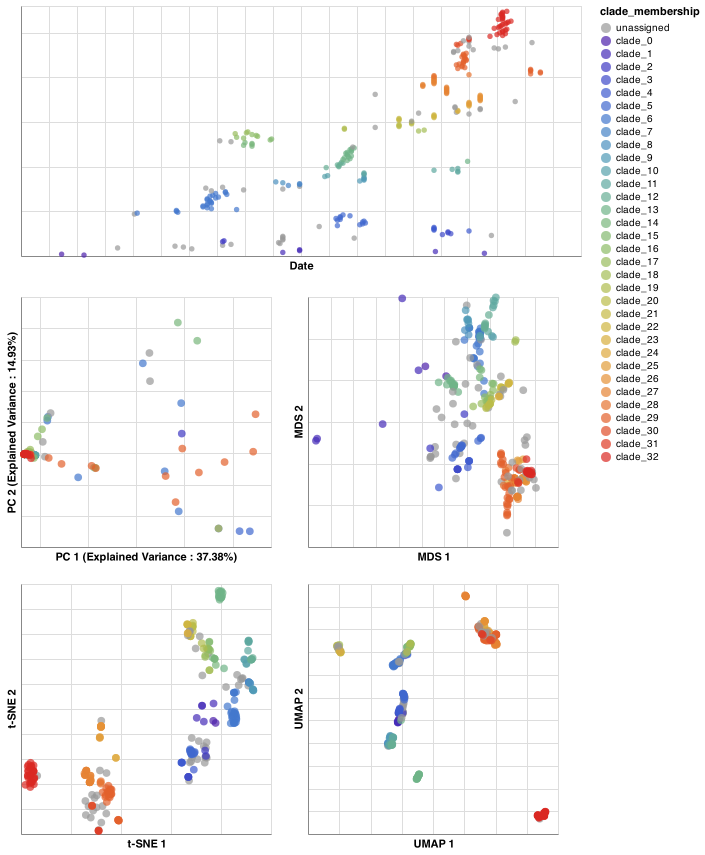 clade_membership
unassigned
clade_0
clade_1
clade_2
clade_3
clade_4
clade_5
clade_6
clade_7
clade_8
clade_9
clade_10
clade_11
clade_12
clade_13
clade_14
clade_15
clade_16
clade_17
clade_18
clade_19
clade_20
clade_21
clade_22
clade_23
clade_24
clade_25
clade_26
clade_27
clade_28
clade_29
clade_30
clade_31
clade_32
Date
PC 2 (Explained Variance : 14.93%)
PC 1 (Explained Variance : 37.38%)
MDS 2
MDS 1
t-SNE 2
t-SNE 1
UMAP 2
UMAP 1